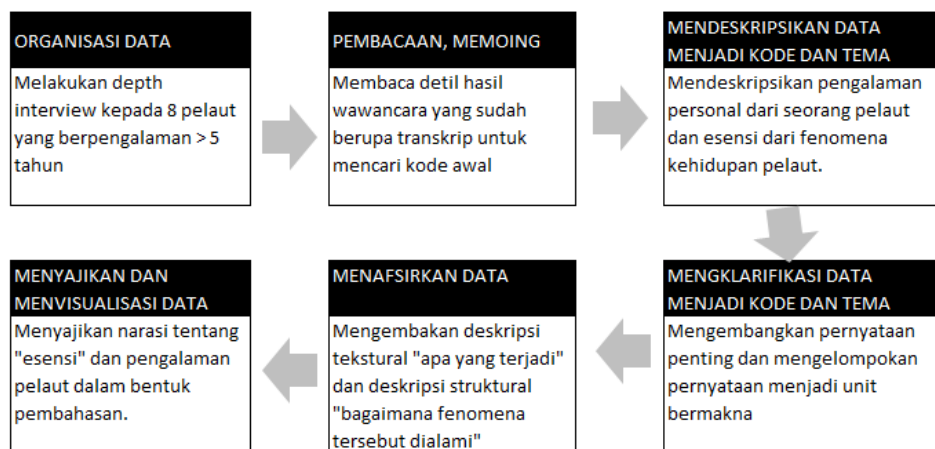 ORGANISASI DATA
Melakukan depth
interview kepada 8 pelaut
yang berpengalaman > 5
tahun
PEMBACAAN, MEMOING
Membaca detil hasil
wawancara yang sudah
berupa transkrip untuk
mencari kode awal
MENDESKRIPSIKAN DATA
MENJADI KODE DAN TEMA
Mendeskripsikan pengalaman
personal dari seorang pelaut
dan esensi dari fenomena
kehidupan pelaut.
MENGKLARIFIKASI DATA
MENJADI KODE DAN TEMA
Mengembangkan pernyataan
penting dan mengelompokan
pernyataan menjadi unit
bermakna
MENAFSIRKAN DATA
Mengembakan deskripsi
tekstural "apa yang terjadi"
dan deskripsi struktural
"bagaimana fenomena
tersebut dialami"
MENYAJIKAN DAN
MENVISUALISASI DATA
Menyajikan narasi tentang
"esensi" dan pengalaman
pelaut dalam bentuk
pembahasan.